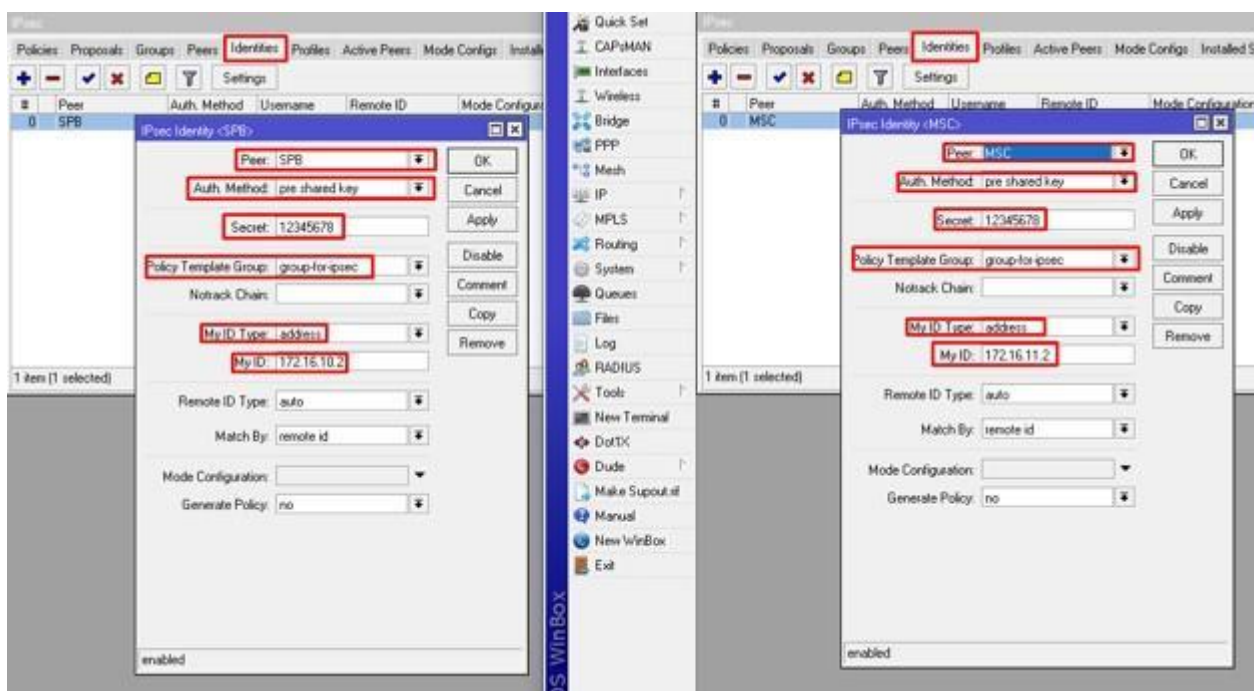 IPsec
Policies Proposals Groups Peers Identities Profiles Active Peers Mode Configs
Settings
# Peer Auth. Method Username Remote ID Mode
0 SPB
IPsec Identity <SPB>
Peer: SPB
OK
Auth. Method: pre shared key
Cancel
Secret: 12345678
Apply
Policy Template Group: group-for-ipsec
Disable
Notrack Chain:
Comment
Copy
My ID Type: address
Remove
My ID: 172.16.10.2
1 item (1 selected)
Remote ID Type: auto
Match By: remote id
Mode Configuration:
Generate Policy: no
enabled
Quick Set
CAPsMAN
Interfaces
Wireless
Bridge
PPP
Mesh
IP
MPLS
Routing
System
Queues
Files
Log
RADIUS
Tools
New Terminal
Dot1X
Dude
Make Supout.rif
Manual
New WinBox
Exit
OS WinBox
IPsec
Policies Proposals Groups Peers Identities Profiles Active Peers Mode Configs Installed S
Settings
# Peer Auth. Method Username Remote ID Mode Configuration
0 MSC
IPsec Identity <MSC>
Peer: MSC
OK
Auth. Method: pre shared key
Cancel
Secret: 12345678
Apply
Policy Template Group: group-for-ipsec
Disable
Notrack Chain:
Comment
Copy
My ID Type: address
Remove
My ID: 172.16.11.2
1 item (1 selected)
Remote ID Type: auto
Match By: remote id
Mode Configuration:
Generate Policy: no
enabled